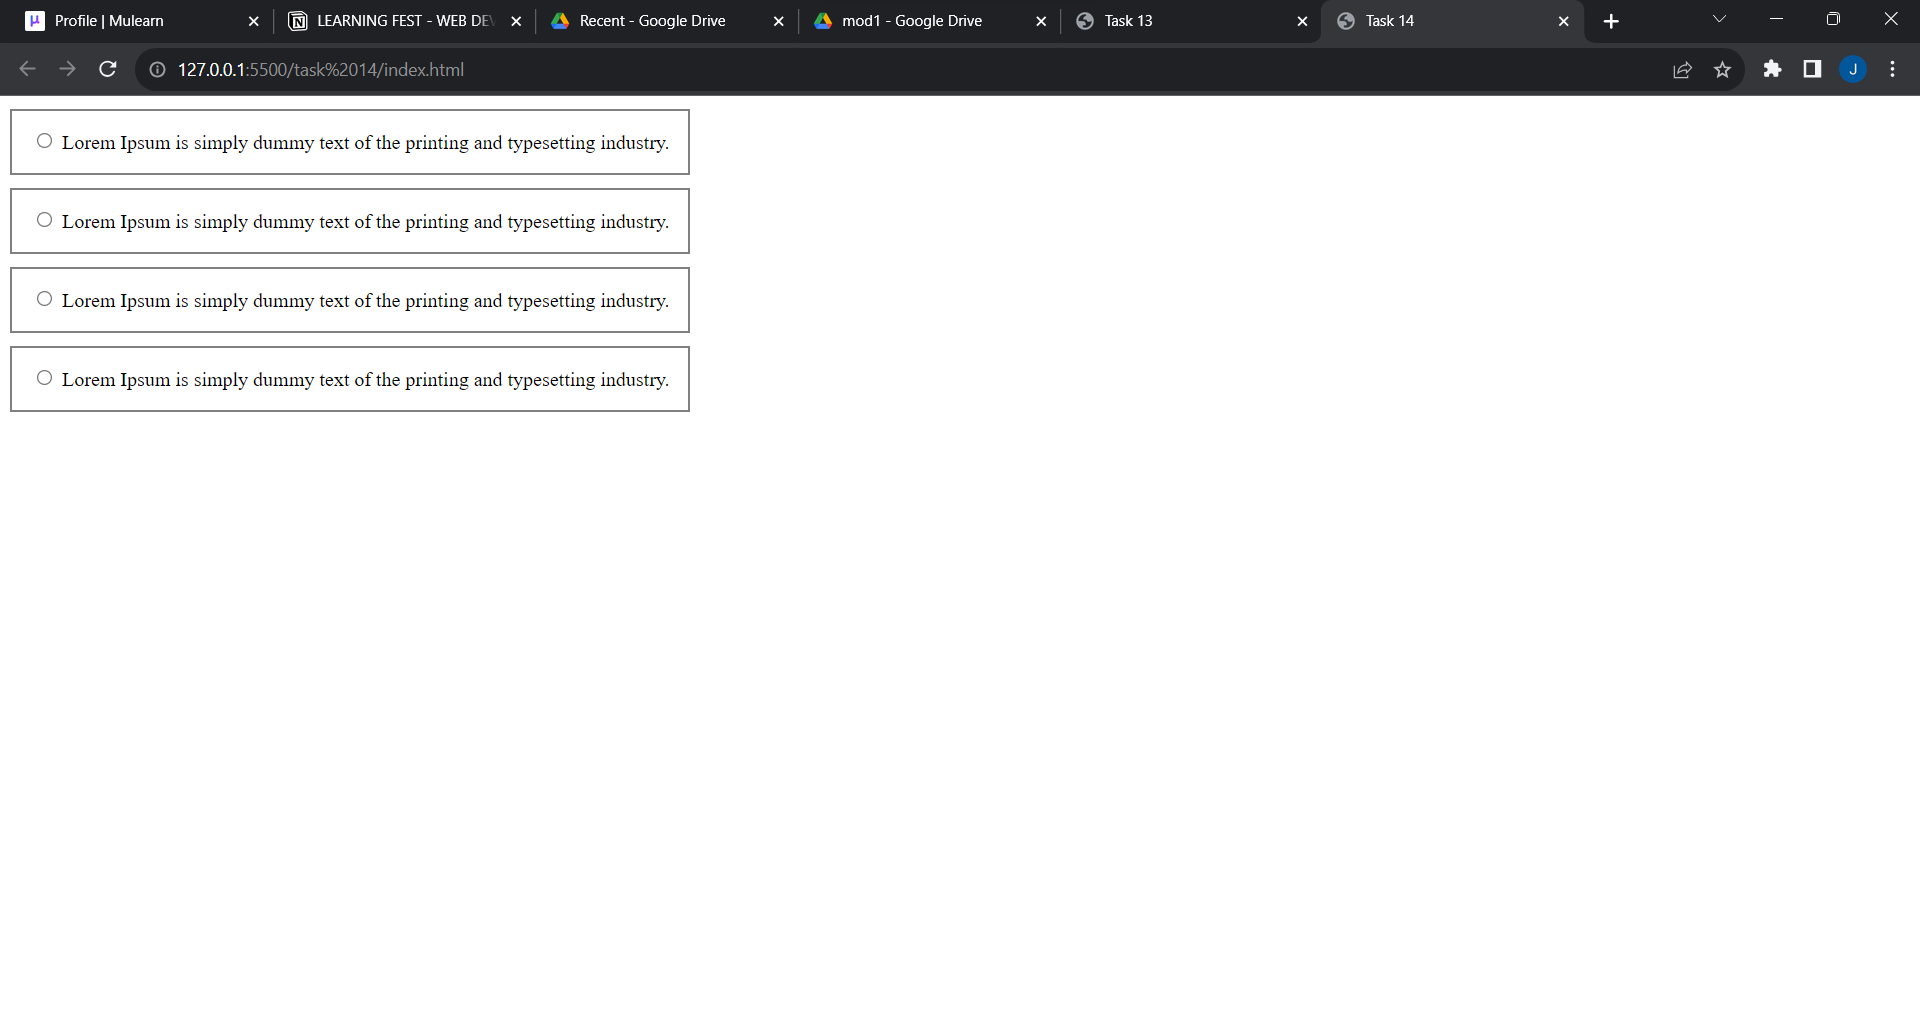 Profile | Mulearn
LEARNING FEST - WEB DEV
Recent - Google Drive
mod1 - Google Drive
Task 13
Task 14
127.0.0.1:5500/task%2014/index.html
J
Lorem Ipsum is simply dummy text of the printing and typesetting industry.
Lorem Ipsum is simply dummy text of the printing and typesetting industry.
Lorem Ipsum is simply dummy text of the printing and typesetting industry.
Lorem Ipsum is simply dummy text of the printing and typesetting industry.